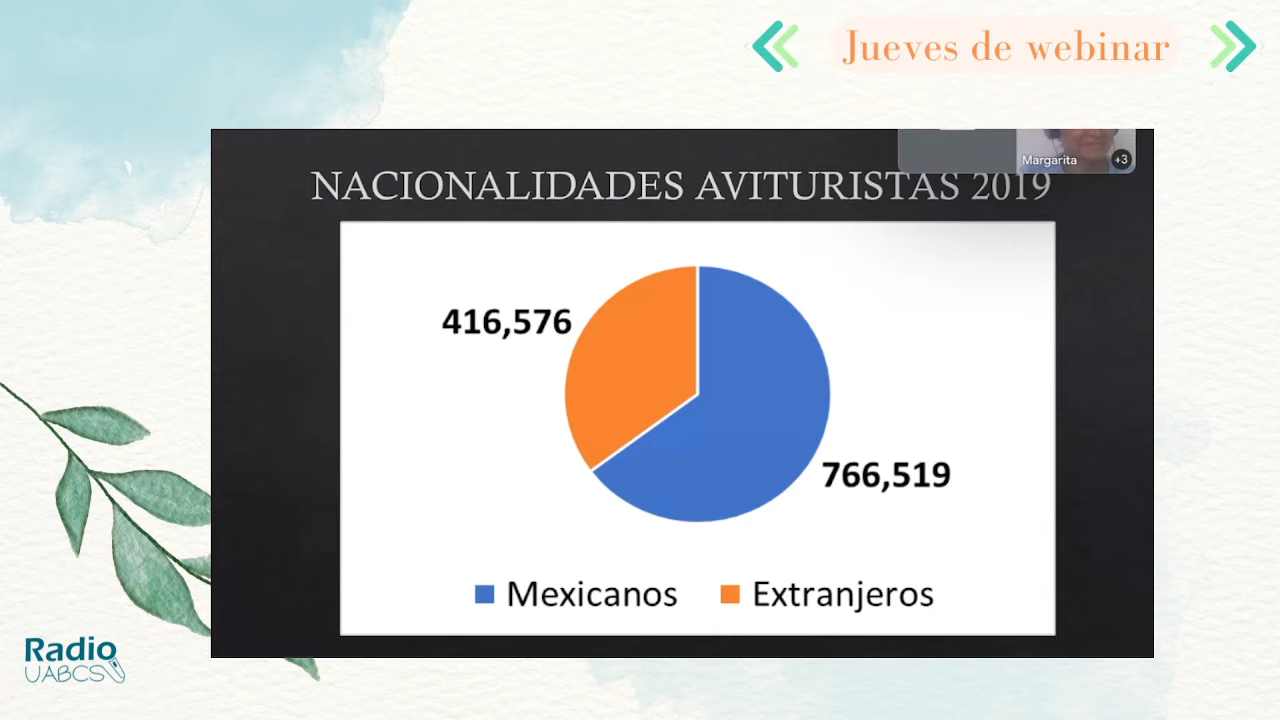 Jueves de webinar
Margarita
+3
NACIONALIDADES AVITURISTAS 2019
416,576
766,519
Mexicanos
Extranjeros
Radio
UABCS